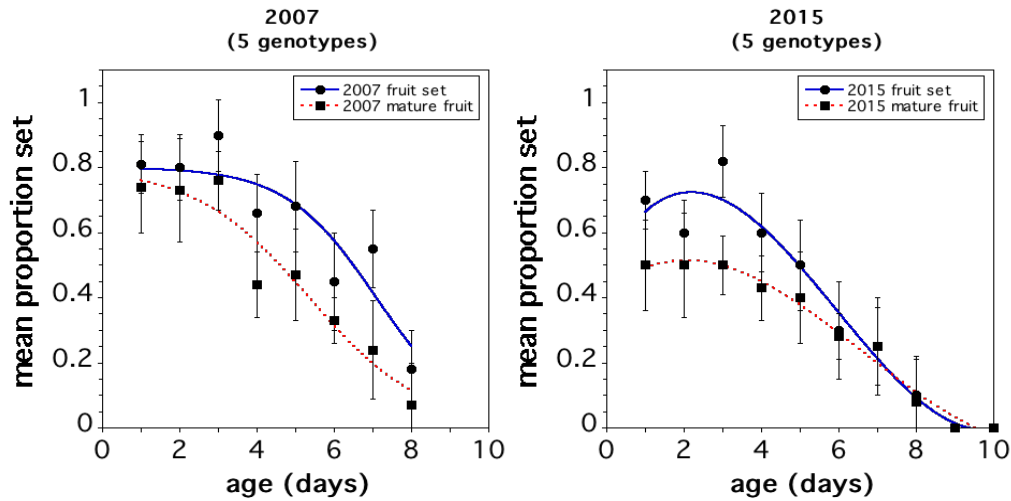 2007
(5 genotypes)
2007 fruit set
2007 mature fruit
mean proportion set
1
0.8
0.6
0.4
0.2
0
0 2 4 6 8 10
age (days)
2015
(5 genotypes)
2015 fruit set
2015 mature fruit
mean proportion set
1
0.8
0.6
0.4
0.2
0
0 2 4 6 8 10
age (days)